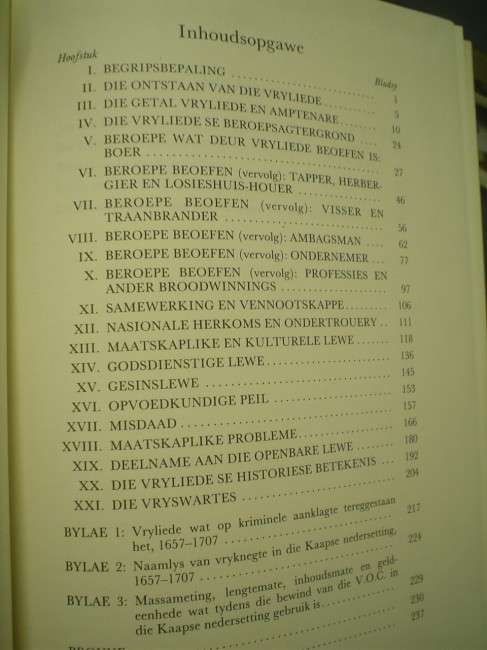 Inhoudsopgawe
Hoofstuk Bladsy
I. BEGRIPSBEPALING ..... 1
II. DIE ONTSTAAN VAN DIE VRYLIEDE ..... 5
III. DIE GETAL VRYLIEDE EN AMPTENARE ..... 10
IV. DIE VRYLIEDE SE BEROEPSAGTERGROND ..... 24
V. BEROEPE WAT DEUR VRYLIEDE BEOEFEN IS:
BOER ..... 27
VI. BEROEPE BEOEFEN (vervolg): TAPPER, HERBER-
GIER EN LOSIESHUIS-HOUER ..... 46
VII. BEROEPE BEOEFEN (vervolg): VISSER EN
TRAANBRANDER ..... 56
VIII. BEROEPE BEOEFEN (vervolg): AMBAGSMAN .... 62
IX. BEROEPE BEOEFEN (vervolg): ONDERNEMER ... 77
X. BEROEPE BEOEFEN (vervolg): PROFESSIES EN
ANDER BROODWINNINGS ..... 97
XI. SAMEWERKING EN VENNOOTSKAPPE ..... 106
XII. NASIONALE HERKOMS EN ONDERTROUERY .. 111
XIII. MAATSKAPLIKE EN KULTURELE LEWE ..... 118
XIV. GODSDIENSTIGE LEWE ..... 136
XV. GESINSLEWE ..... 145
XVI. OPVOEDKUNDIGE PEIL ..... 153
XVII. MISDAAD ..... 157
XVIII. MAATSKAPLIKE PROBLEME ..... 166
XIX. DEELNAME AAN DIE OPENBARE LEWE ..... 180
XX. DIE VRYLIEDE SE HISTORIESE BETEKENIS ... 192
XXI. DIE VRYSWARTES ..... 204
BYLAE 1: Vryliede wat op kriminele aanklagte tereggestaan
het, 1657–1707 ..... 217
BYLAE 2: Naamlys van vryknegte in die Kaapse nedersetting,
1657–1707 ..... 224
BYLAE 3: Massameting, lengtemate, inhoudsmate en geld-
eenhede wat tydens die bewind van die V.O.C. in
die Kaapse nedersetting gebruik is ..... 229
230
237